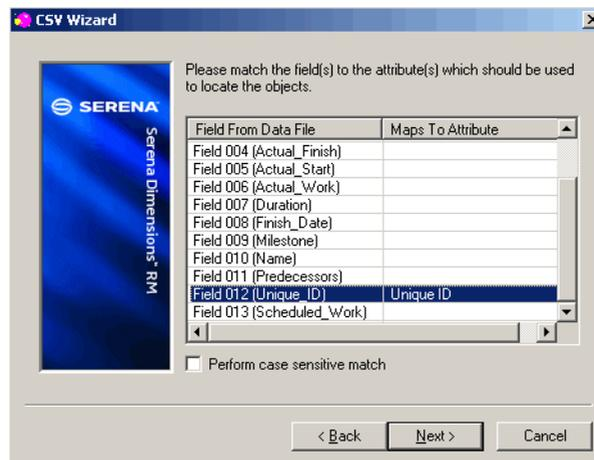 CSV Wizard
SERENA
Serena Dimensions® RM
Please match the field(s) to the attribute(s) which should be used
to locate the objects.
Field From Data File Maps To Attribute
Field 004 (Actual_Finish)
Field 005 (Actual_Start)
Field 006 (Actual_Work)
Field 007 (Duration)
Field 008 (Finish_Date)
Field 009 (Milestone)
Field 010 (Name)
Field 011 (Predecessors)
Field 012 (Unique_ID) Unique ID
Field 013 (Scheduled_Work)
Perform case sensitive match
< Back Next > Cancel